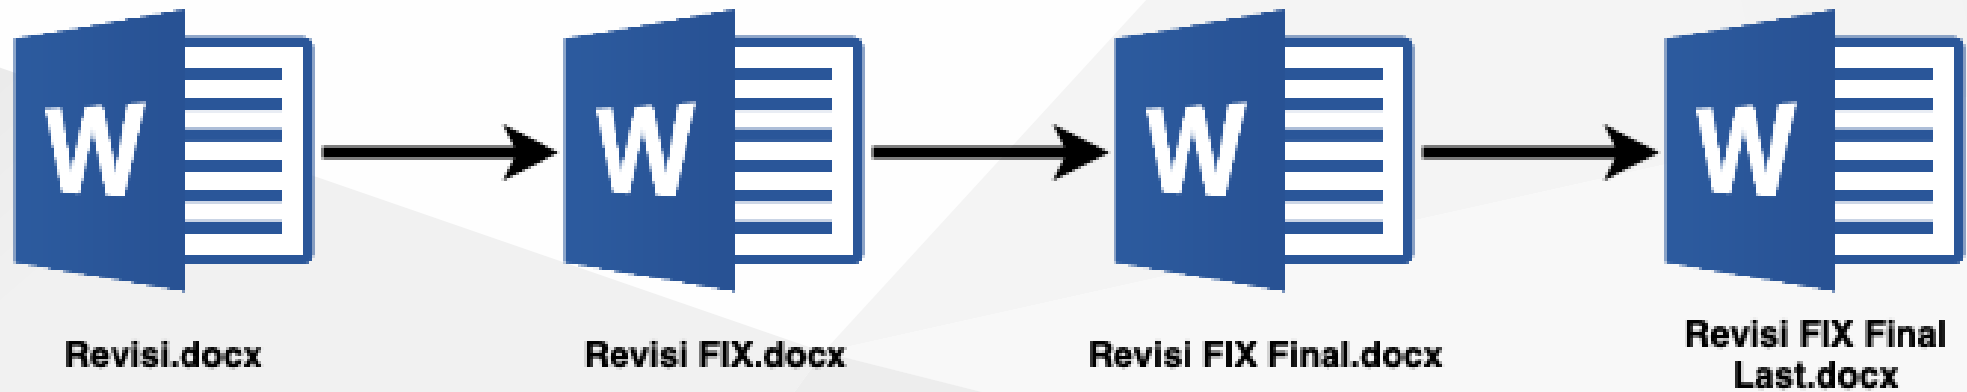 W
W
W
W
Revisi.docx
Revisi FIX.docx
Revisi FIX Final.docx
Revisi FIX Final
Last.docx